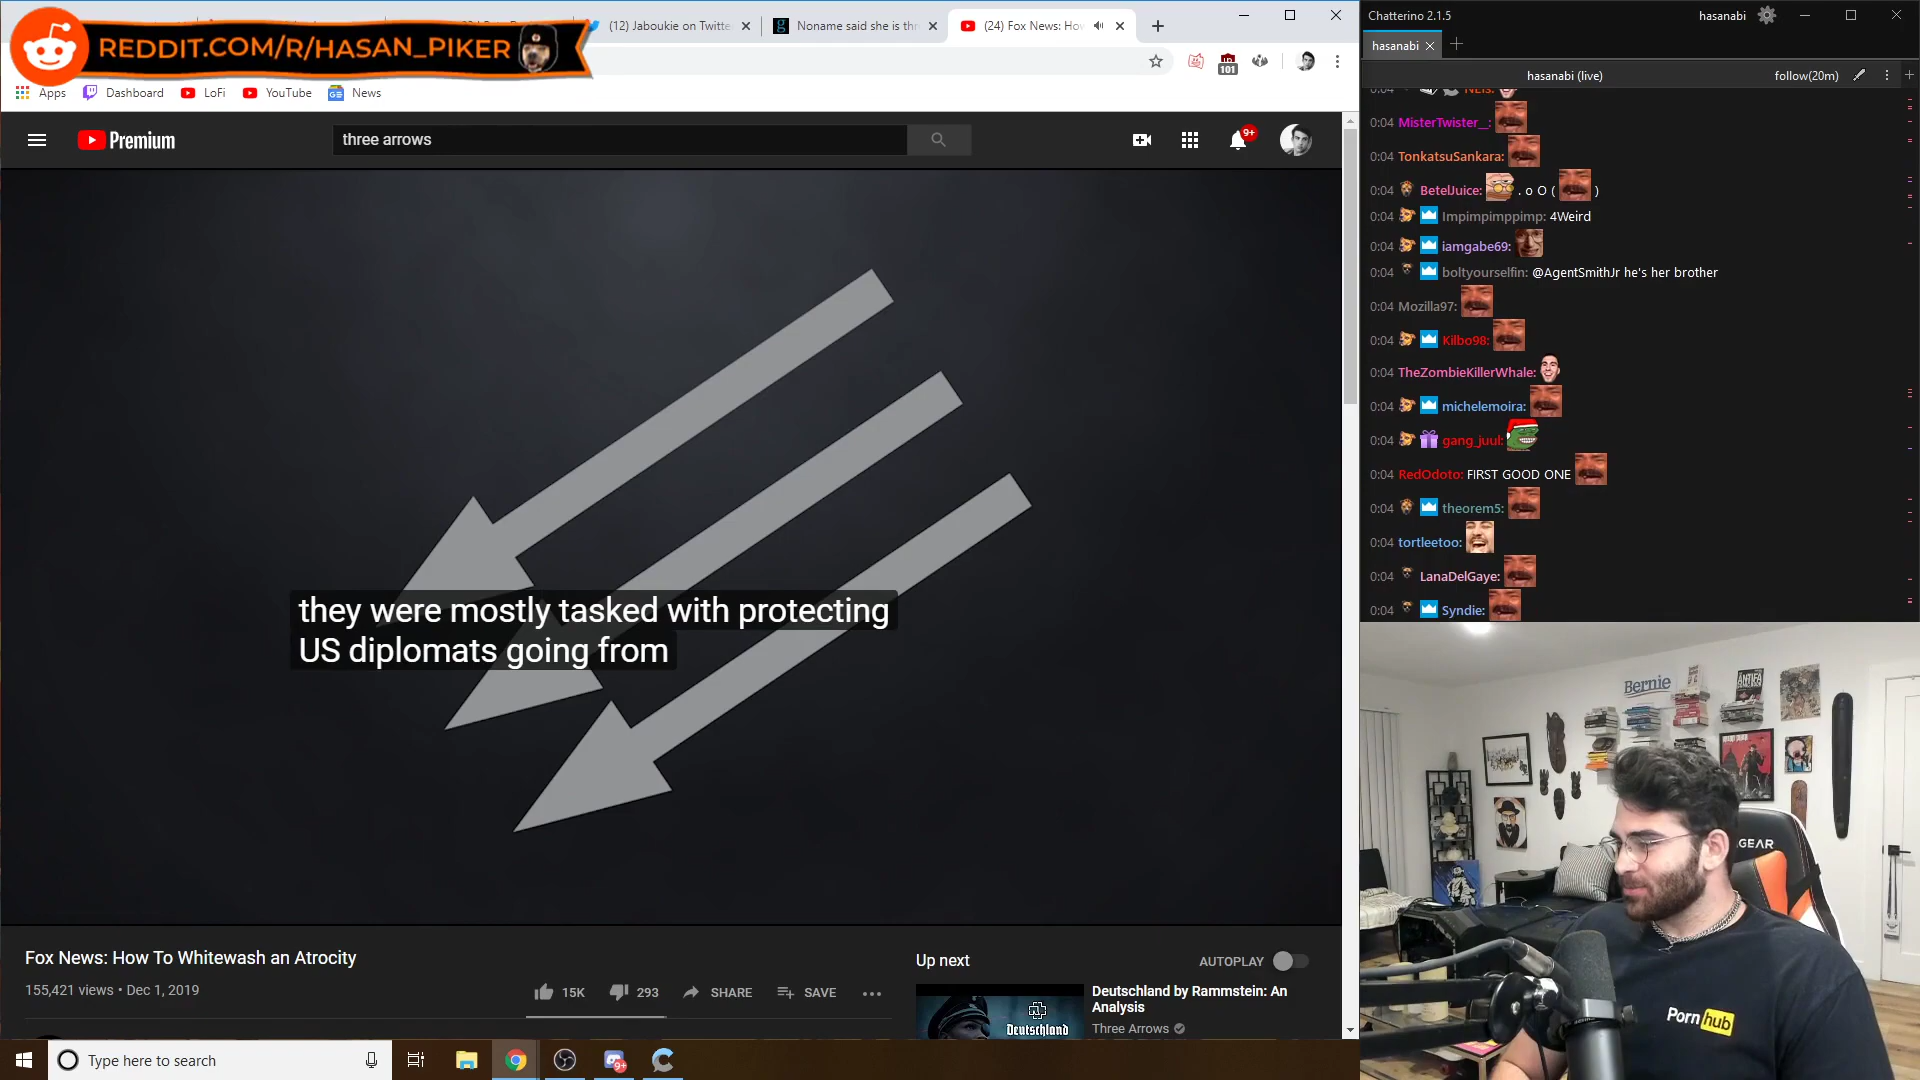 REDDIT.COM/R/HASAN_PIKER
(12) Jaboukie on Twitte
Noname said she is thr
(24) Fox News: Hov
101
Apps
Dashboard
LoFi
YouTube
News
Premium
three arrows
9+
they were mostly tasked with protecting
US diplomats going from
Fox News: How To Whitewash an Atrocity
155,421 views • Dec 1, 2019
15K
293
SHARE
SAVE
Up next
AUTOPLAY
Deutschland
Deutschland by Rammstein: An
Analysis
Three Arrows
Type here to search
9+
Chatterino 2.1.5
hasanabi
hasanabi
hasanabi (live)
follow(20m)
0:04 MisterTwister__:
0:04 TonkatsuSankara:
0:04 BetelJuice: . o O ( )
0:04 Impimpimppimp: 4Weird
0:04 iamgabe69:
0:04 boltyourselfin: @AgentSmithJr he's her brother
0:04 Mozilla97:
0:04 Kilbo98:
0:04 TheZombieKillerWhale:
0:04 michelemoira:
0:04 gang_juul:
0:04 RedOdoto: FIRST GOOD ONE
0:04 theorem5:
0:04 tortleetoo:
0:04 LanaDelGaye:
0:04 Syndie:
Bernie
ANTIFA
GEAR
Porn hub